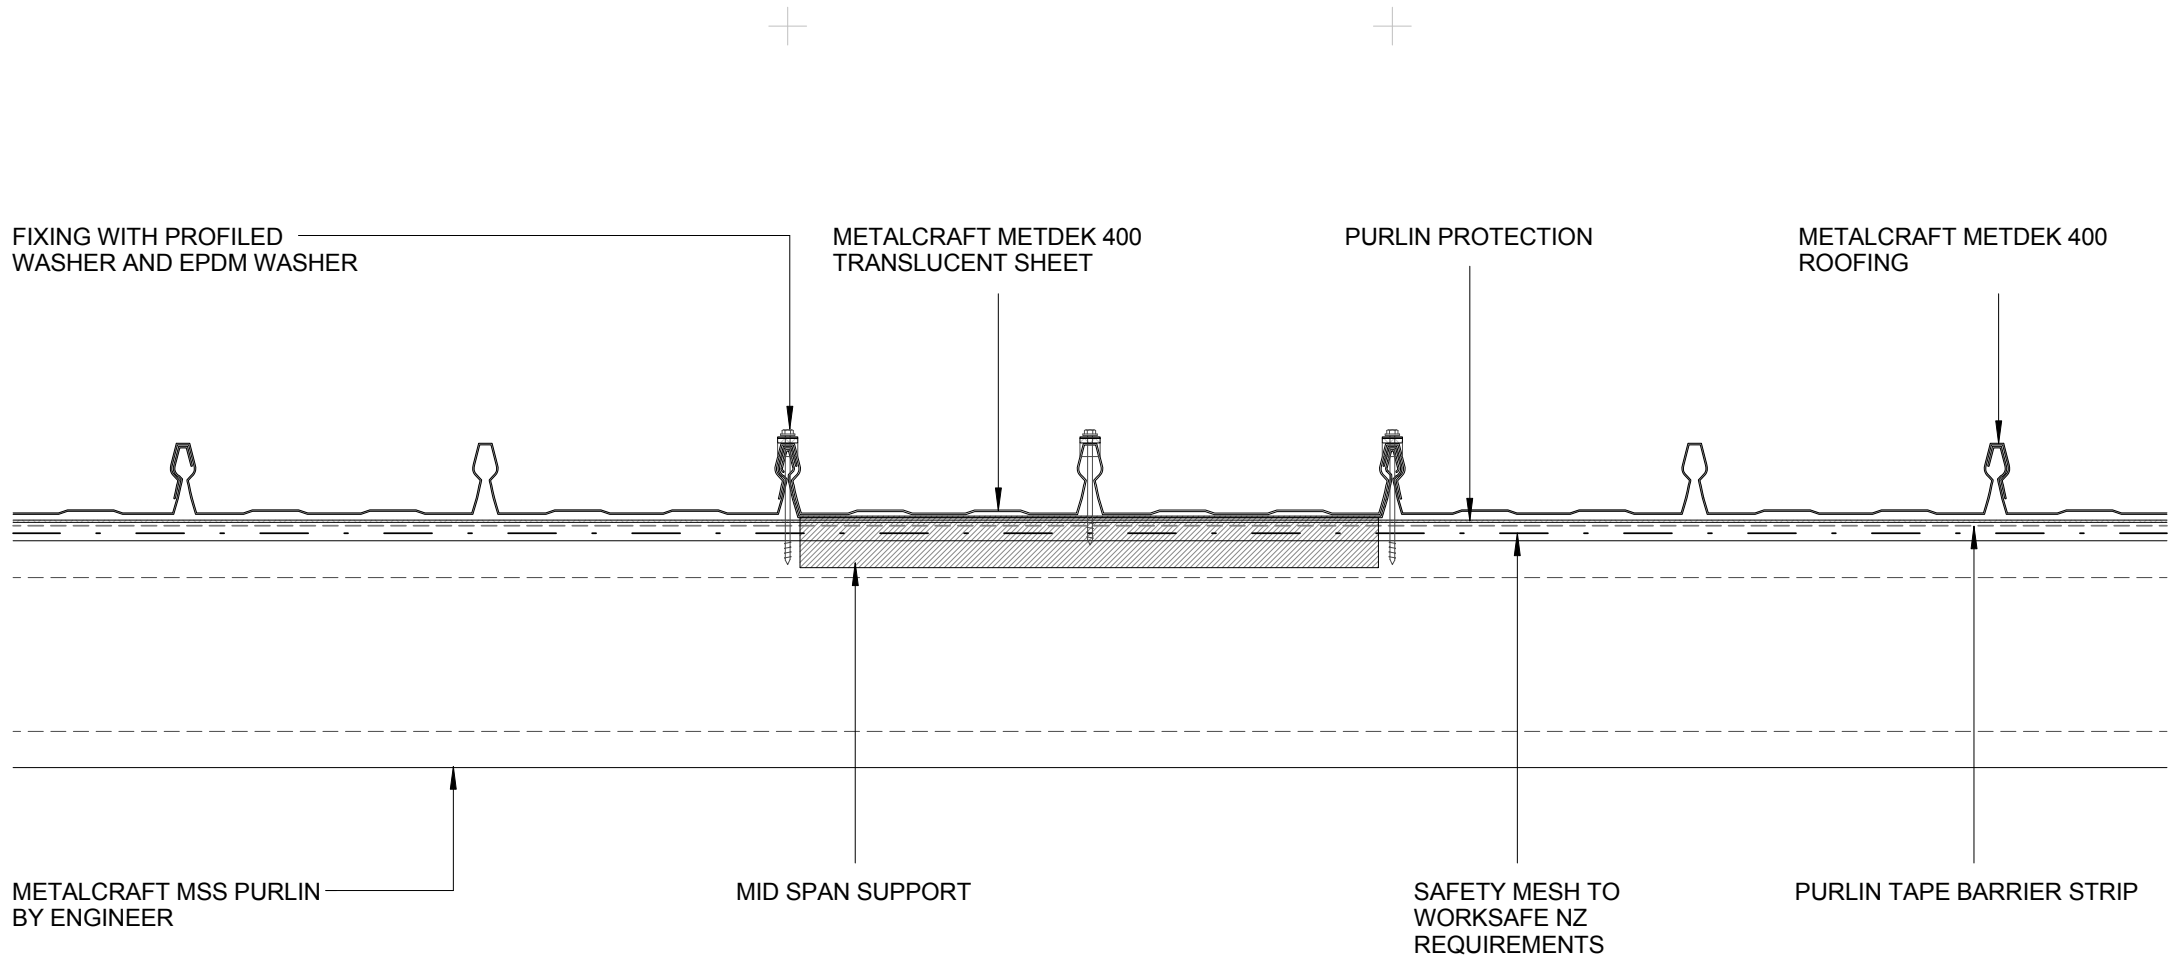 FIXING WITH PROFILED
WASHER AND EPDM WASHER
METALCRAFT METDEK 400
TRANSLUCENT SHEET
PURLIN PROTECTION
METALCRAFT METDEK 400
ROOFING
METALCRAFT MSS PURLIN
BY ENGINEER
MID SPAN SUPPORT
SAFETY MESH TO
WORKSAFE NZ
REQUIREMENTS
PURLIN TAPE BARRIER STRIP